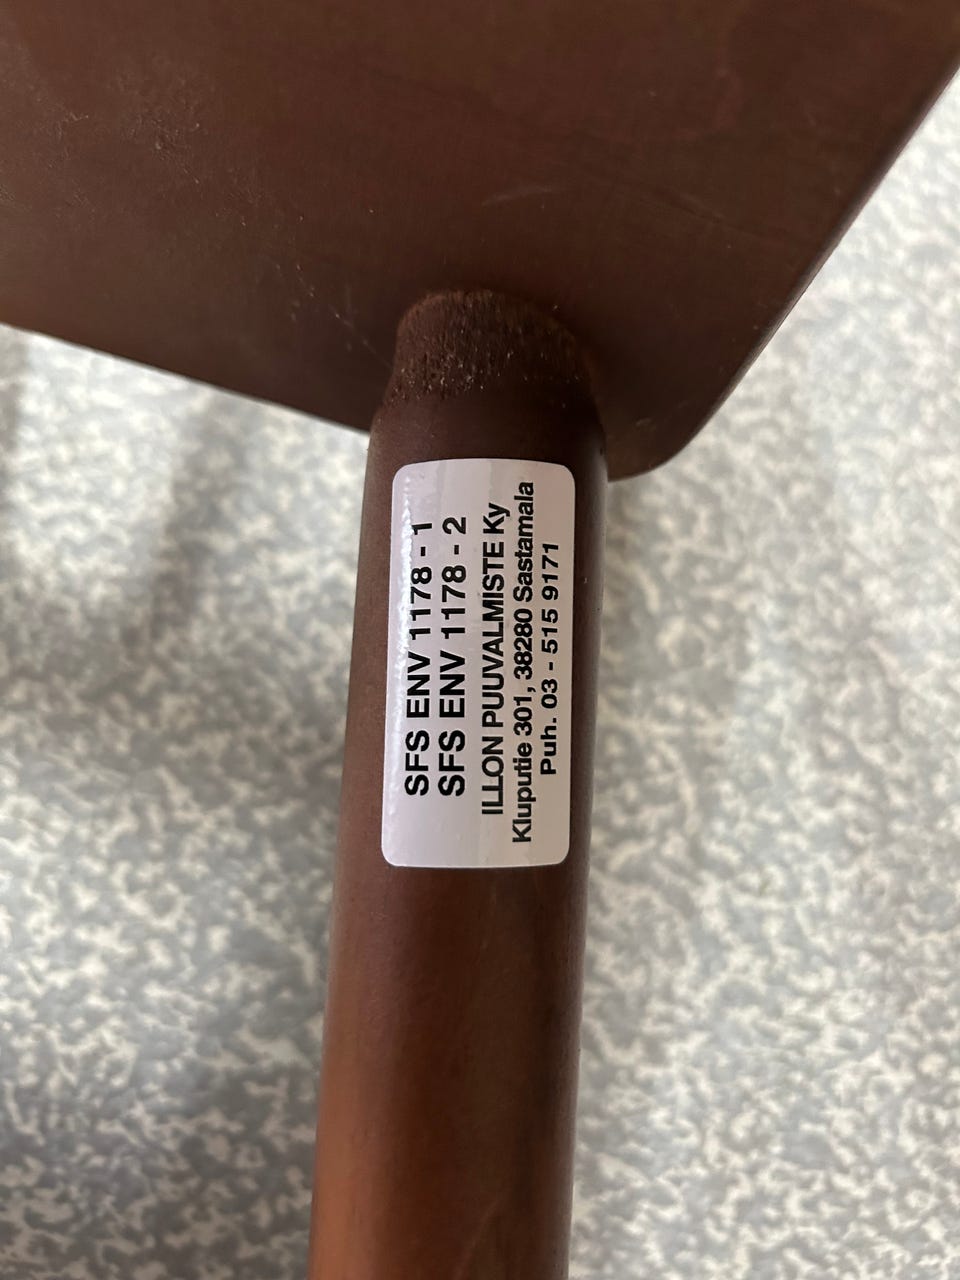 SFS ENV 1178 - 1
SFS ENV 1178 - 2
ILLON PUUVALMISTE Ky
Kluputie 301, 38280 Sastamala
Puh. 03 - 515 9171